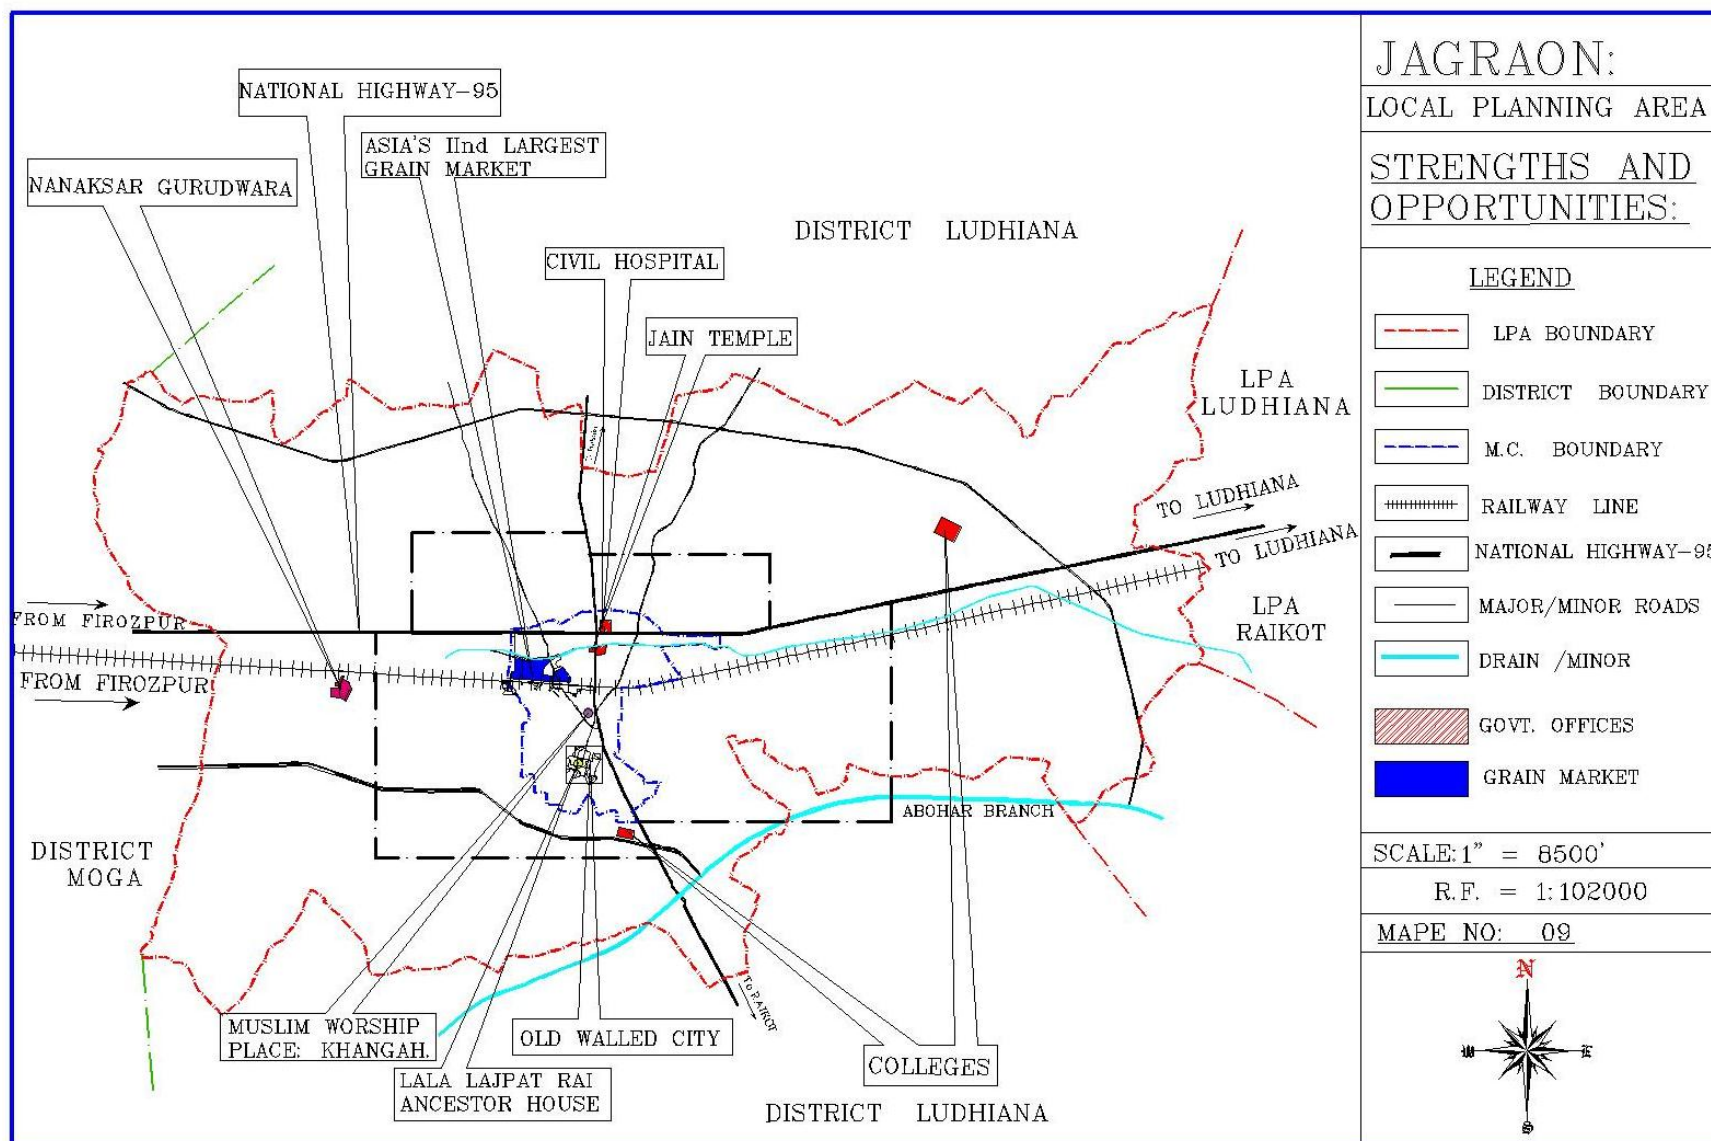 JAGRAON:
LOCAL PLANNING AREA
STRENGTHS AND
OPPORTUNITIES:
LEGEND
LPA BOUNDARY
DISTRICT BOUNDARY
M.C. BOUNDARY
RAILWAY LINE
NATIONAL HIGHWAY-95
MAJOR/MINOR ROADS
DRAIN /MINOR
GOVT. OFFICES
GRAIN MARKET
SCALE:1" = 8500'
R.F. = 1:102000
MAPE NO: 09
N
W
E
S
NATIONAL HIGHWAY-95
ASIA'S IInd LARGEST
GRAIN MARKET
NANAKSAR GURUDWARA
CIVIL HOSPITAL
JAIN TEMPLE
DISTRICT LUDHIANA
LPA
LUDHIANA
TO LUDHIANA
TO LUDHIANA
LPA
RAIKOT
FROM FIROZPUR
FROM FIROZPUR
DISTRICT
MOGA
ABOHAR BRANCH
To RAIKOT
MUSLIM WORSHIP
PLACE: KHANGAH.
OLD WALLED CITY
LALA LAJPAT RAI
ANCESTOR HOUSE
COLLEGES
DISTRICT LUDHIANA